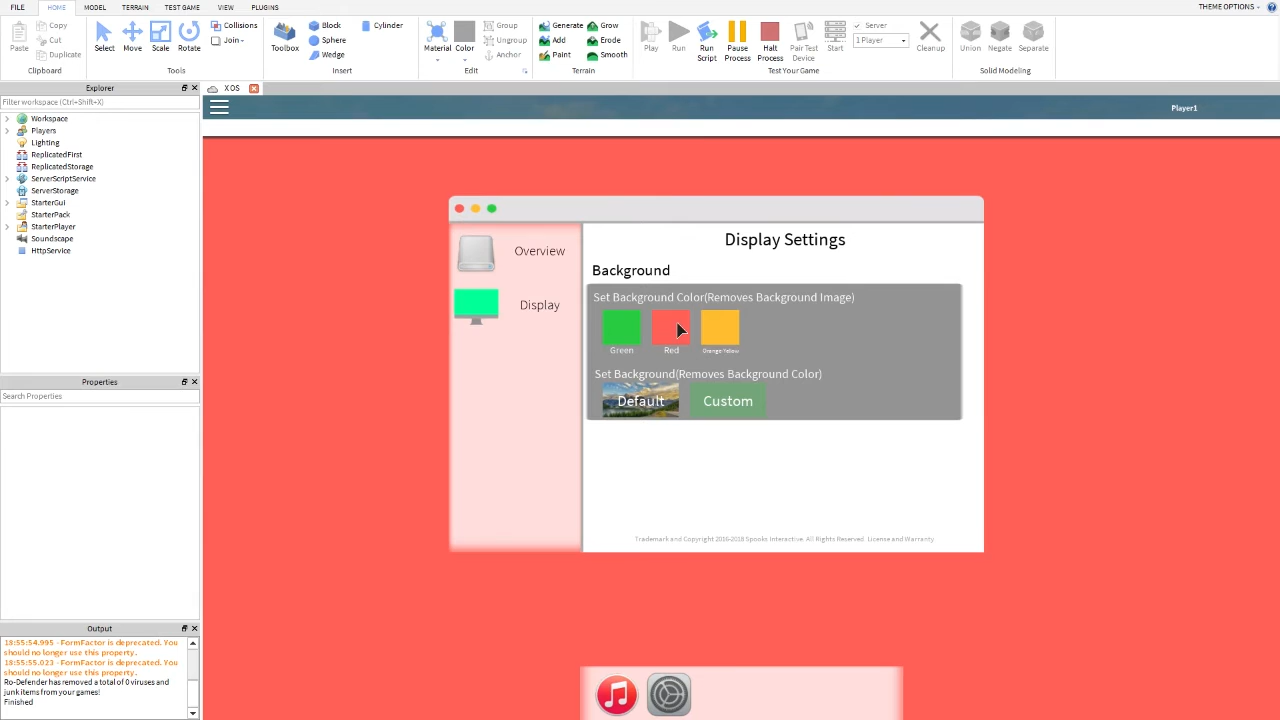 FILE HOME MODEL TERRAIN TEST GAME VIEW PLUGINS THEME OPTIONS
Paste Copy Cut Duplicate
Clipboard
Select Move Scale Rotate Collisions Join
Tools
Toolbox Block Sphere Wedge Cylinder
Insert
Material Color Group Ungroup Anchor
Edit
Generate Add Paint Grow Erode Smooth
Terrain
Play Run Run Script Pause Process Halt Process Pair Test Device Start Server 1 Player Cleanup
Test Your Game
Union Negate Separate
Solid Modeling
Explorer
Filter workspace (Ctrl+Shift+X)
Workspace
Players
Lighting
ReplicatedFirst
ReplicatedStorage
ServerScriptService
ServerStorage
StarterGui
StarterPack
StarterPlayer
Soundscape
HttpService
Properties
Search Properties
Output
18:55:54.995 - FormFactor is deprecated. You
should no longer use this property.
18:55:55.023 - FormFactor is deprecated. You
should no longer use this property.
Ro-Defender has removed a total of 0 viruses and
junk items from your games!
Finished
XOS
Player1
Overview
Display
Display Settings
Background
Set Background Color(Removes Background Image)
Green Red Orange-Yellow
Set Background(Removes Background Color)
Default Custom
Trademark and Copyright 2016-2018 Spooks Interactive. All Rights Reserved. License and Warranty